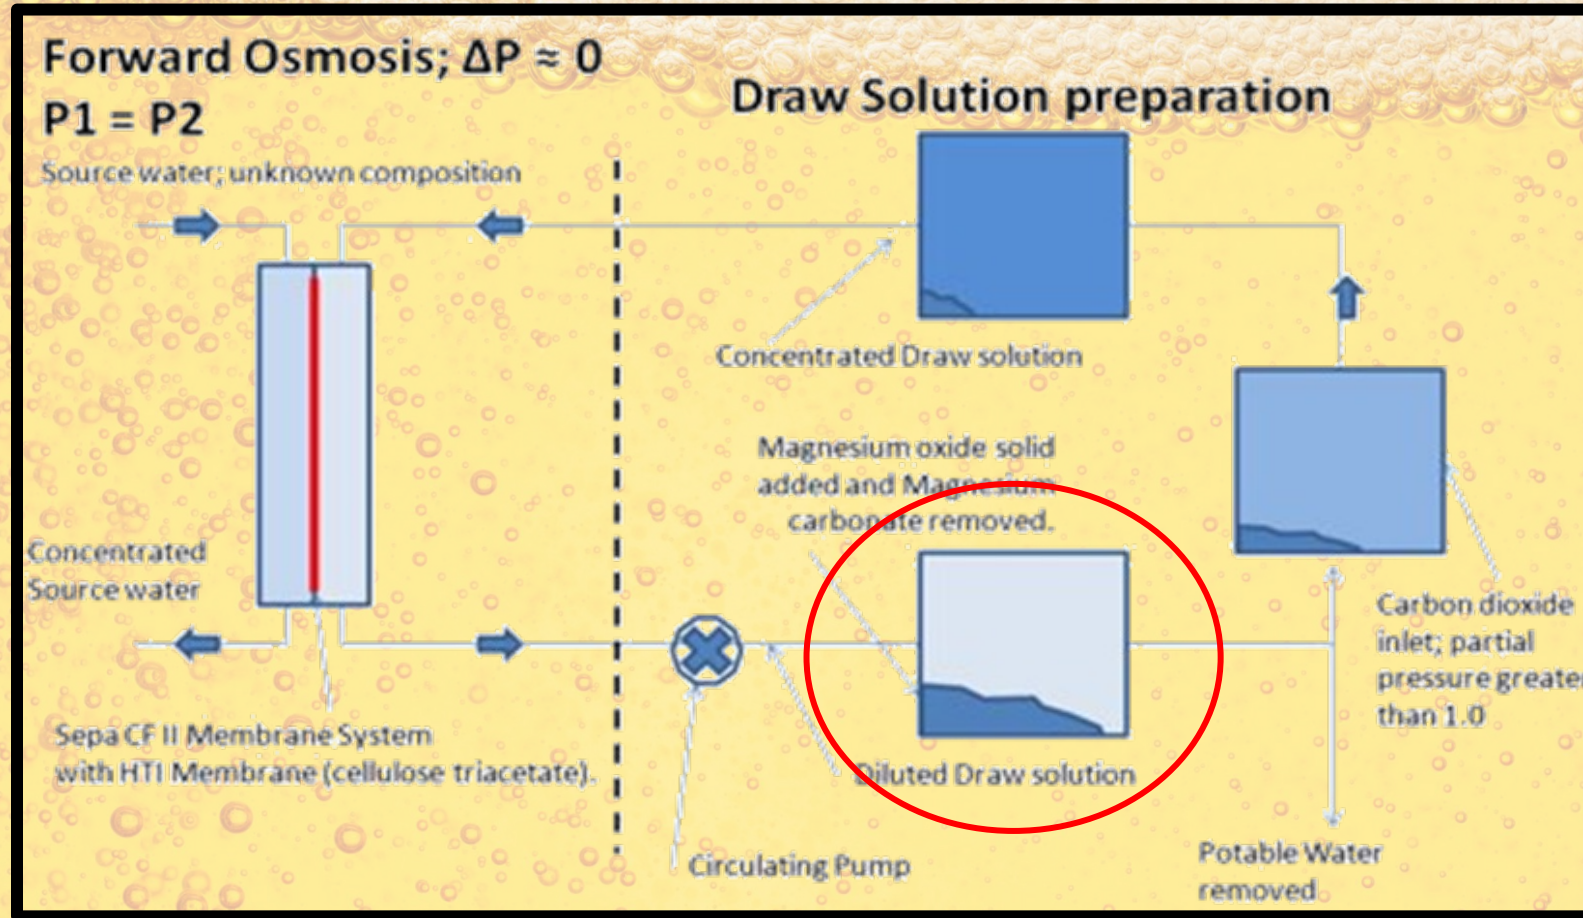 Forward Osmosis; ΔP ≈ 0
P1 = P2
Draw Solution preparation
Source water; unknown composition
Concentrated Draw solution
Magnesium oxide solid
added and Magnesium
carbonate removed.
Concentrated
Source water
Carbon dioxide
inlet; partial
pressure greater
than 1.0
Sepa CF II Membrane System
with HTI Membrane (cellulose triacetate).
Diluted Draw solution
Circulating Pump
Potable Water
removed